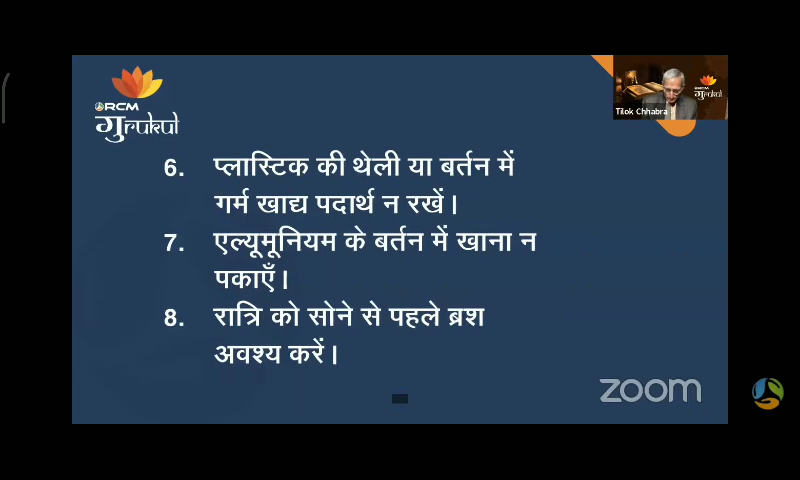 RCM
गुrukul
गुrukul
Tilok Chhabra
6. प्लास्टिक की थेली या बर्तन में
गर्म खाद्य पदार्थ न रखें।
7. एल्यूमूनियम के बर्तन में खाना न
पकाएँ।
8. रात्रि को सोने से पहले ब्रश
अवश्य करें।
zoom